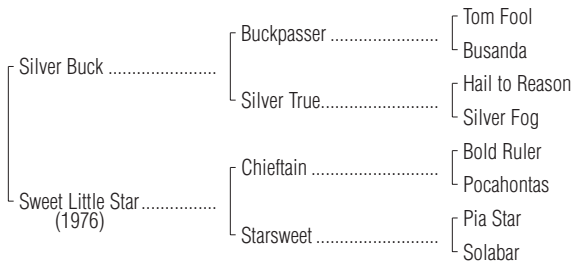 Tom Fool
Buckpasser ......................
Busanda
Silver Buck ......................
Hail to Reason
Silver True........................
Silver Fog
Bold Ruler
Chieftain ..........................
Pocahontas
Sweet Little Star...............
(1976)
Pia Star
Starsweet .........................
Solabar